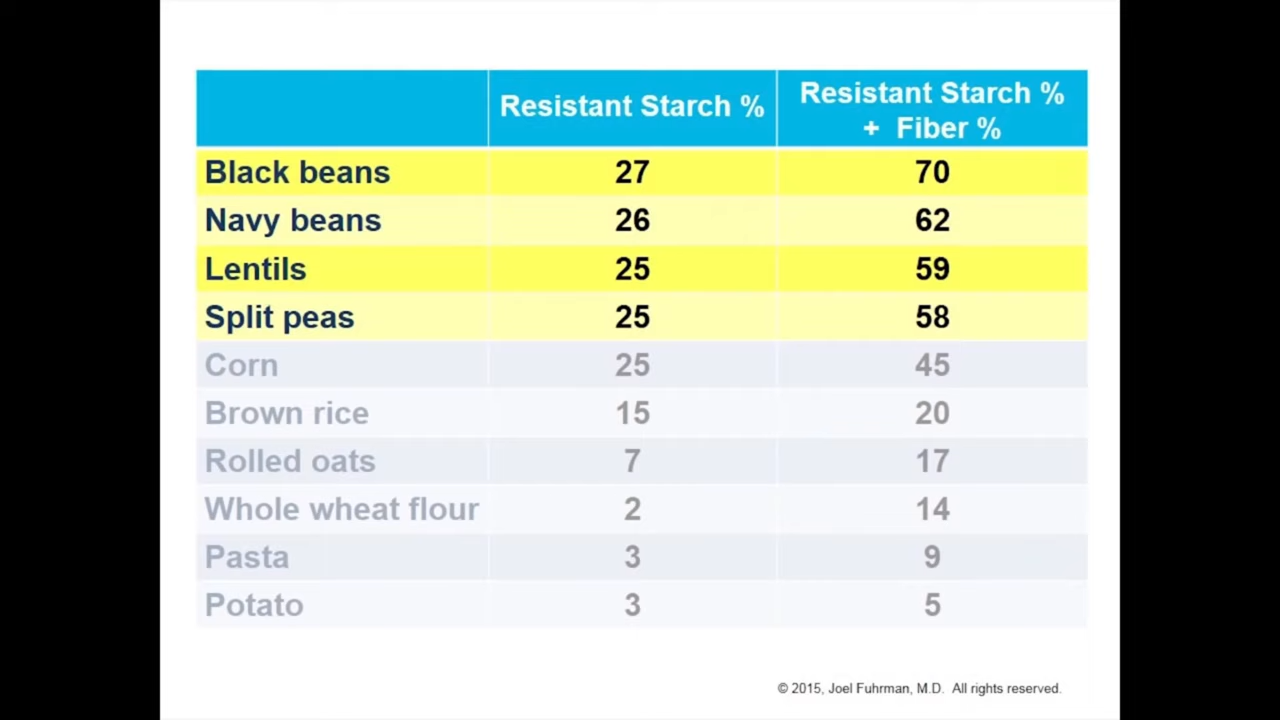 Resistant Starch % Resistant Starch %
+ Fiber %
Black beans 27 70
Navy beans 26 62
Lentils 25 59
Split peas 25 58
Corn 25 45
Brown rice 15 20
Rolled oats 7 17
Whole wheat flour 2 14
Pasta 3 9
Potato 3 5
© 2015, Joel Fuhrman, M.D. All rights reserved.